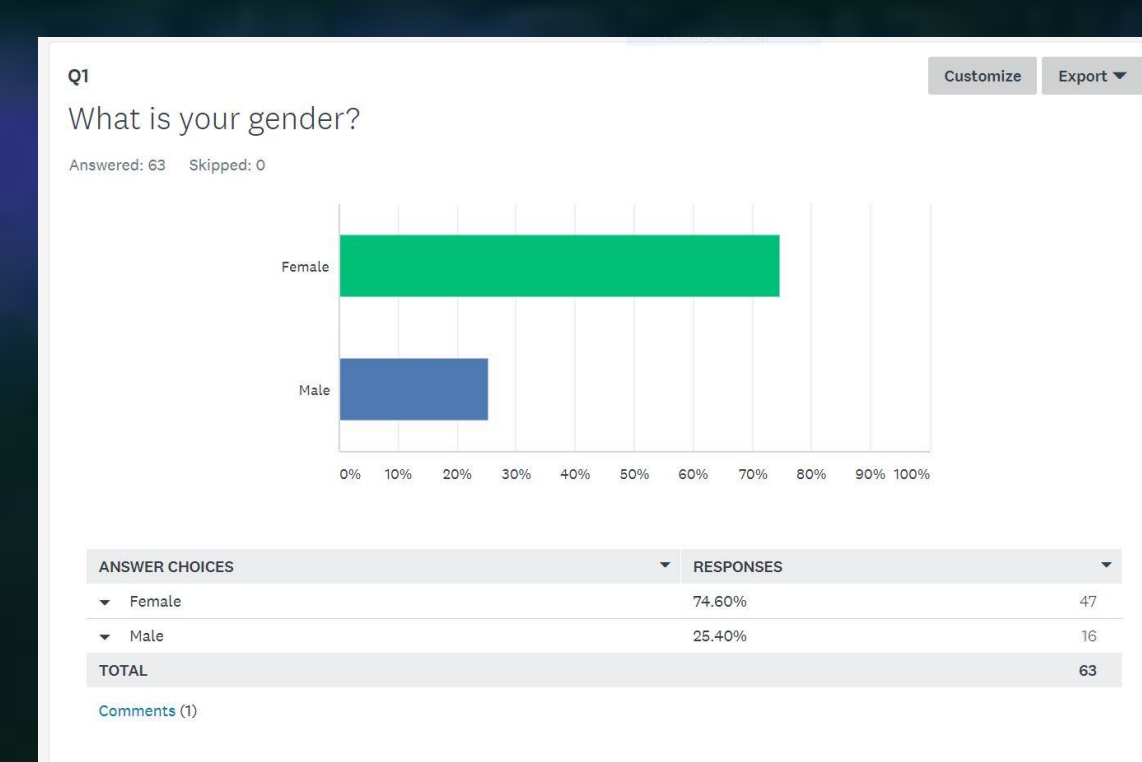 Q1
Customize
Export
What is your gender?
Answered: 63 Skipped: 0
Female
Male
0% 10% 20% 30% 40% 50% 60% 70% 80% 90% 100%
ANSWER CHOICES RESPONSES
Female 74.60% 47
Male 25.40% 16
TOTAL 63
Comments (1)